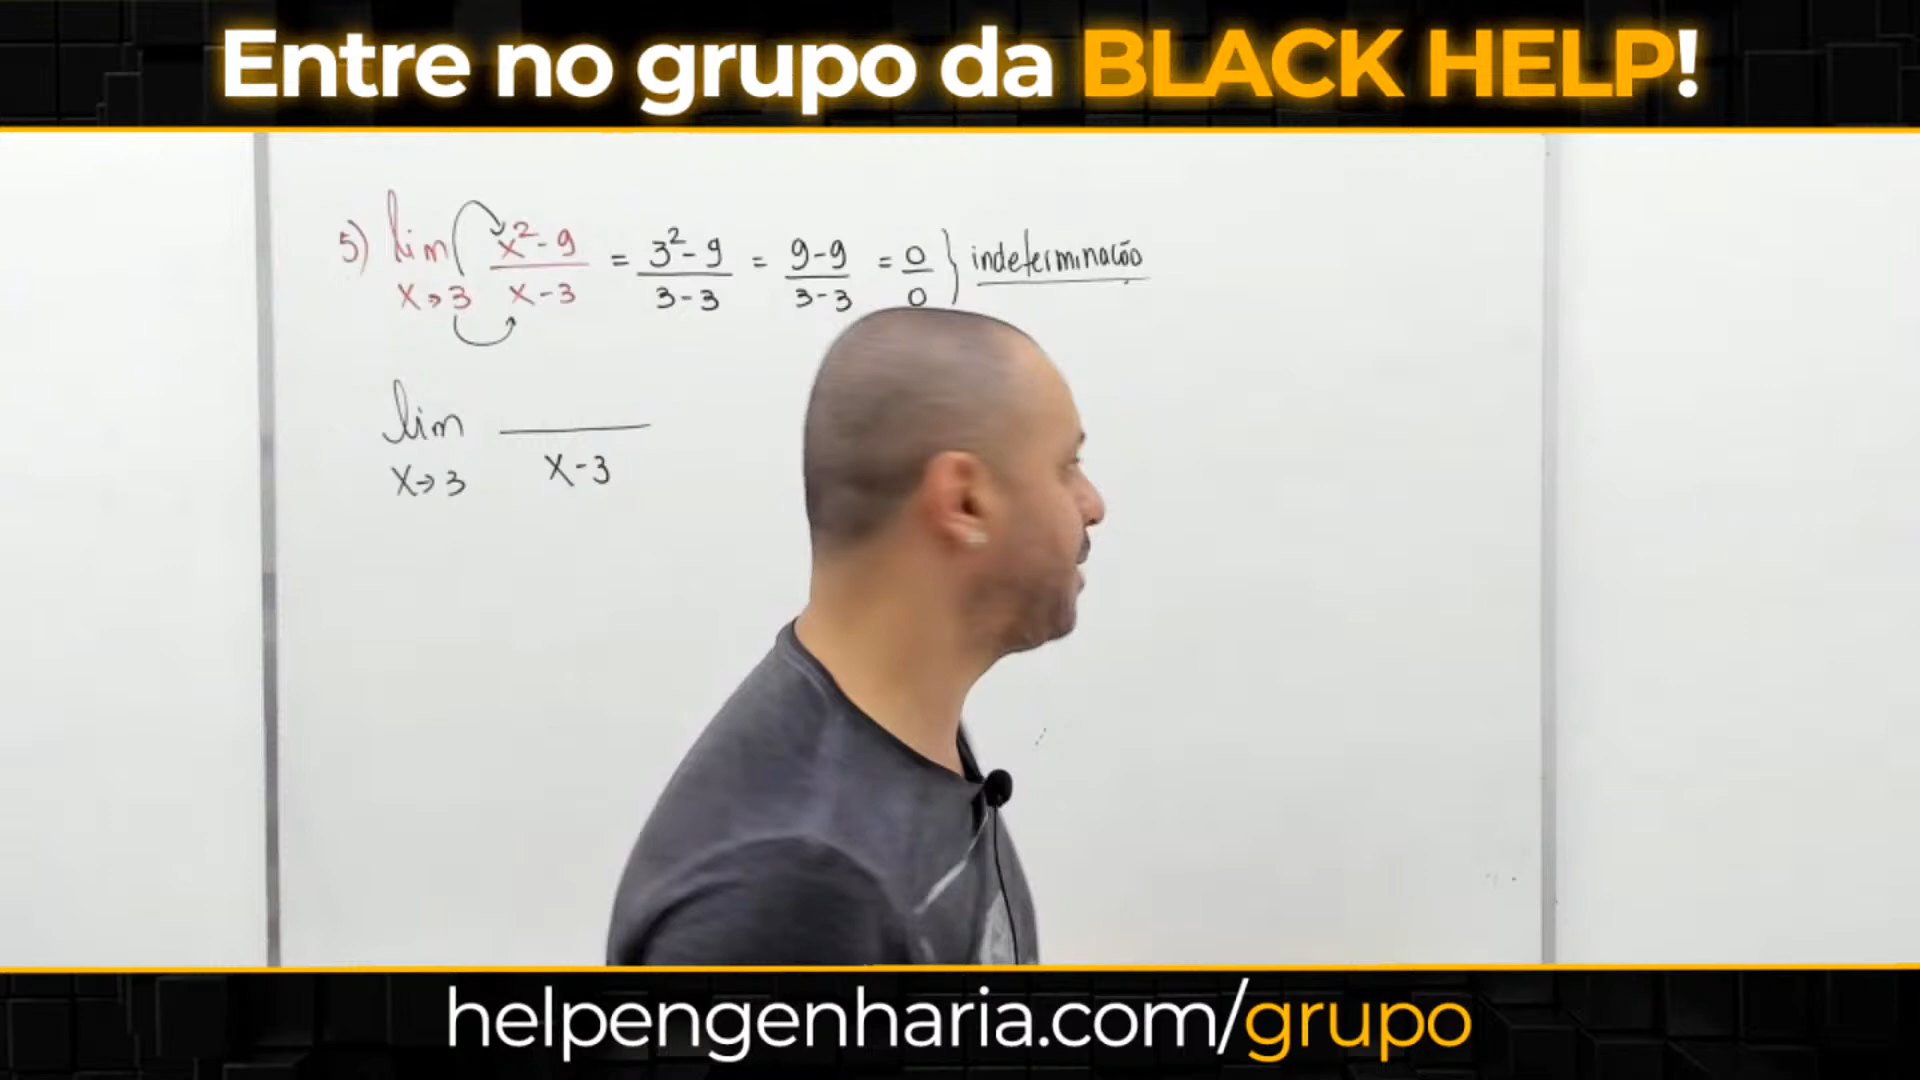 Entre no grupo da BLACK HELP!
5) lim x²-9 = 3²-9 = 9-9 = 0 } indeterminação
x→3 x-3 3-3 3-3 0
lim
x→3 x-3
helpengenharia.com/grupo